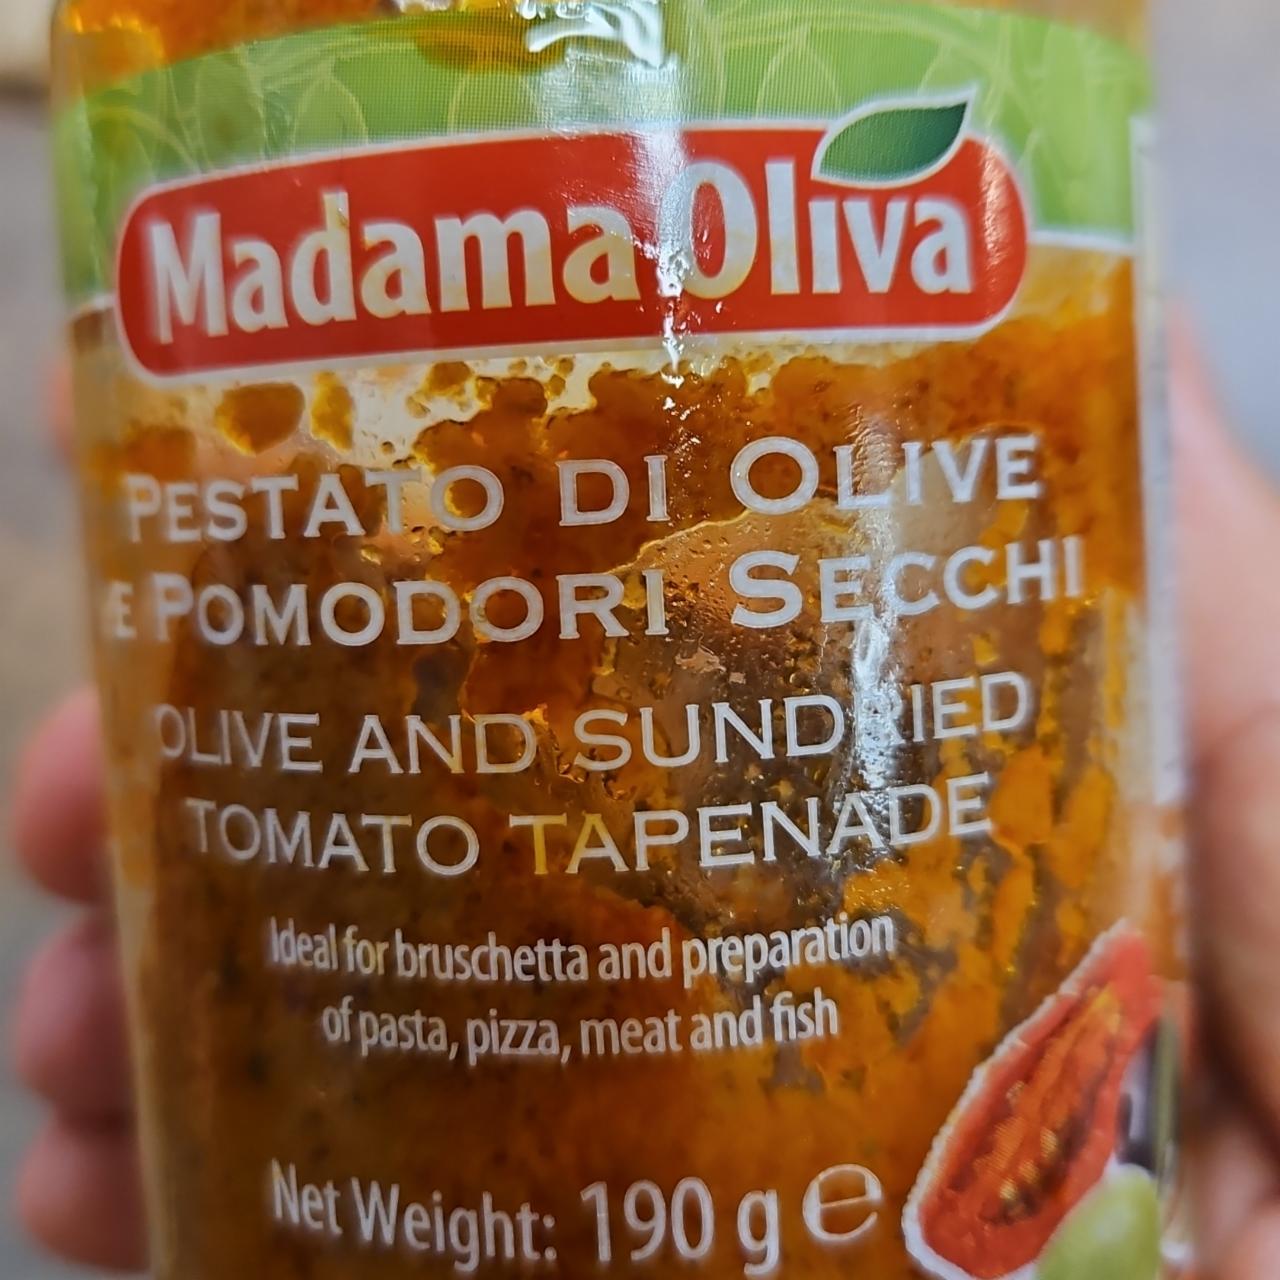 Madama Oliva
PESTATO DI OLIVE
E POMODORI SECCHI
OLIVE AND SUNDRIED
TOMATO TAPENADE
Ideal for bruschetta and preparation
of pasta, pizza, meat and fish
Net Weight: 190 g ℮